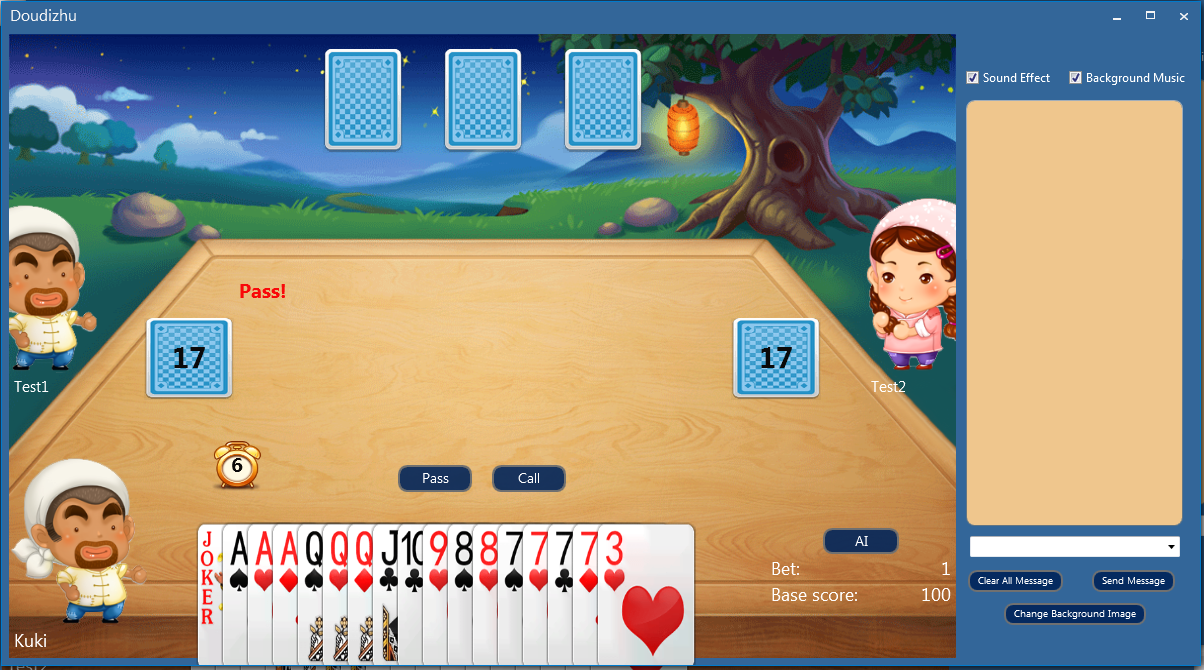 Doudizhu
Sound Effect Background Music
Pass!
17 17
Test1 Test2
6
Pass Call
JOKER A A A Q Q Q J 10 9 8 8 7 7 7 7 3
AI
Bet: 1
Base score: 100
Clear All Message Send Message
Change Background Image
Kuki